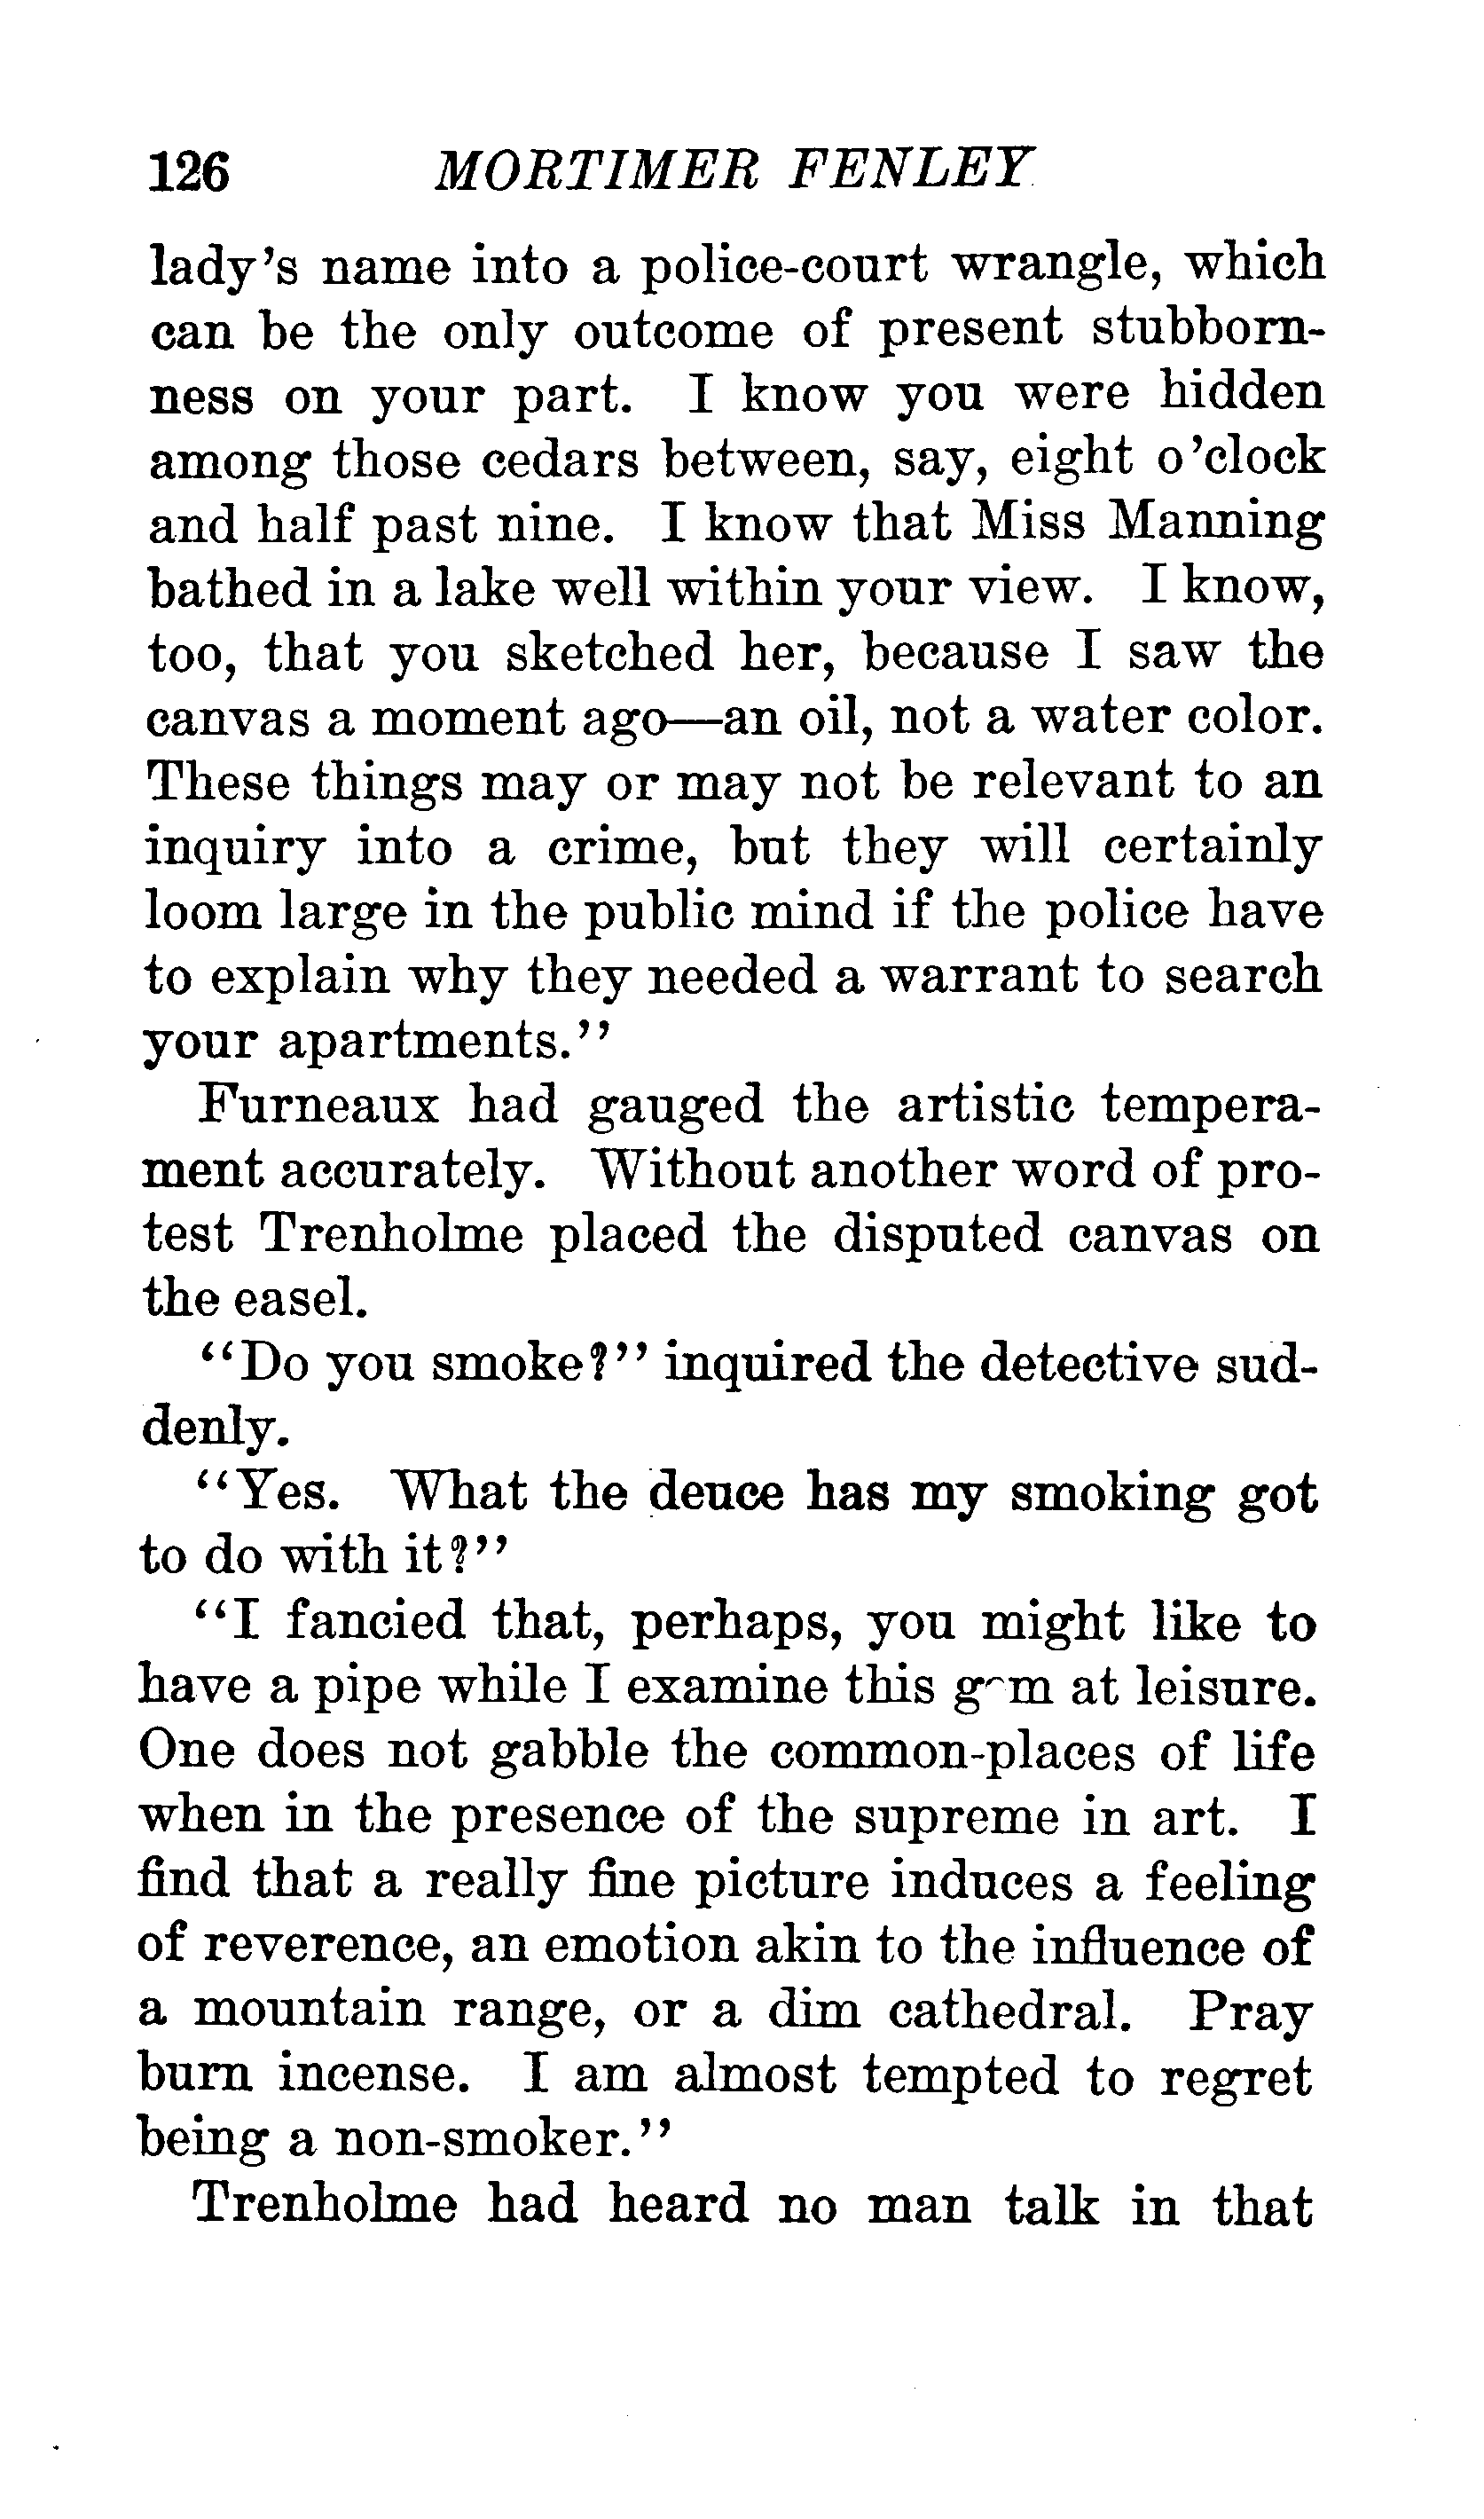 126 MORTIMER FENLEY
lady's name into a police-court wrangle, which
can be the only outcome of present stubborn-
ness on your part. I know you were hidden
among those cedars between, say, eight o'clock
and half past nine. I know that Miss Manning
bathed in a lake well within your view. I know,
too, that you sketched her, because I saw the
canvas a moment ago—an oil, not a water color.
These things may or may not be relevant to an
inquiry into a crime, but they will certainly
loom large in the public mind if the police have
to explain why they needed a warrant to search
your apartments."
Furneaux had gauged the artistic tempera-
ment accurately. Without another word of pro-
test Trenholme placed the disputed canvas on
the easel.
"Do you smoke?" inquired the detective sud-
denly.
"Yes. What the deuce has my smoking got
to do with it?"
"I fancied that, perhaps, you might like to
have a pipe while I examine this gem at leisure.
One does not gabble the common-places of life
when in the presence of the supreme in art. I
find that a really fine picture induces a feeling
of reverence, an emotion akin to the influence of
a mountain range, or a dim cathedral. Pray
burn incense. I am almost tempted to regret
being a non-smoker."
Trenholme had heard no man talk in that